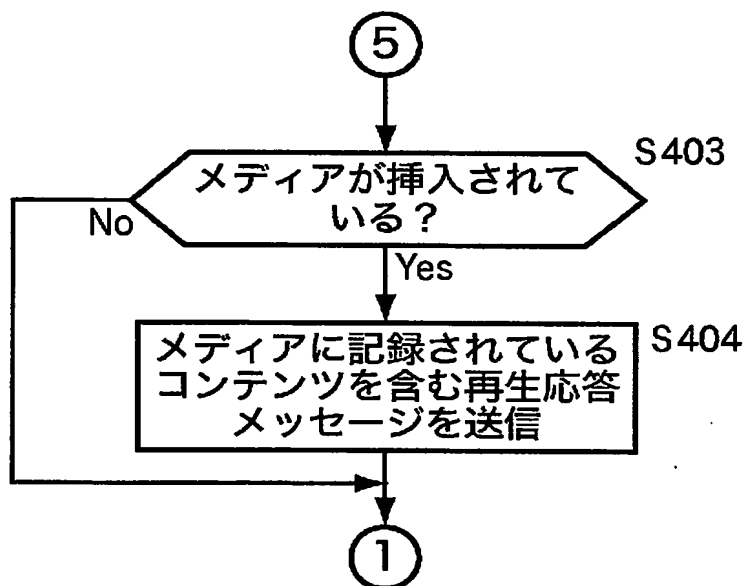 5
S403
メディアが挿入されて
いる?
No
Yes
S404
メディアに記録されている
コンテンツを含む再生応答
メッセージを送信
1